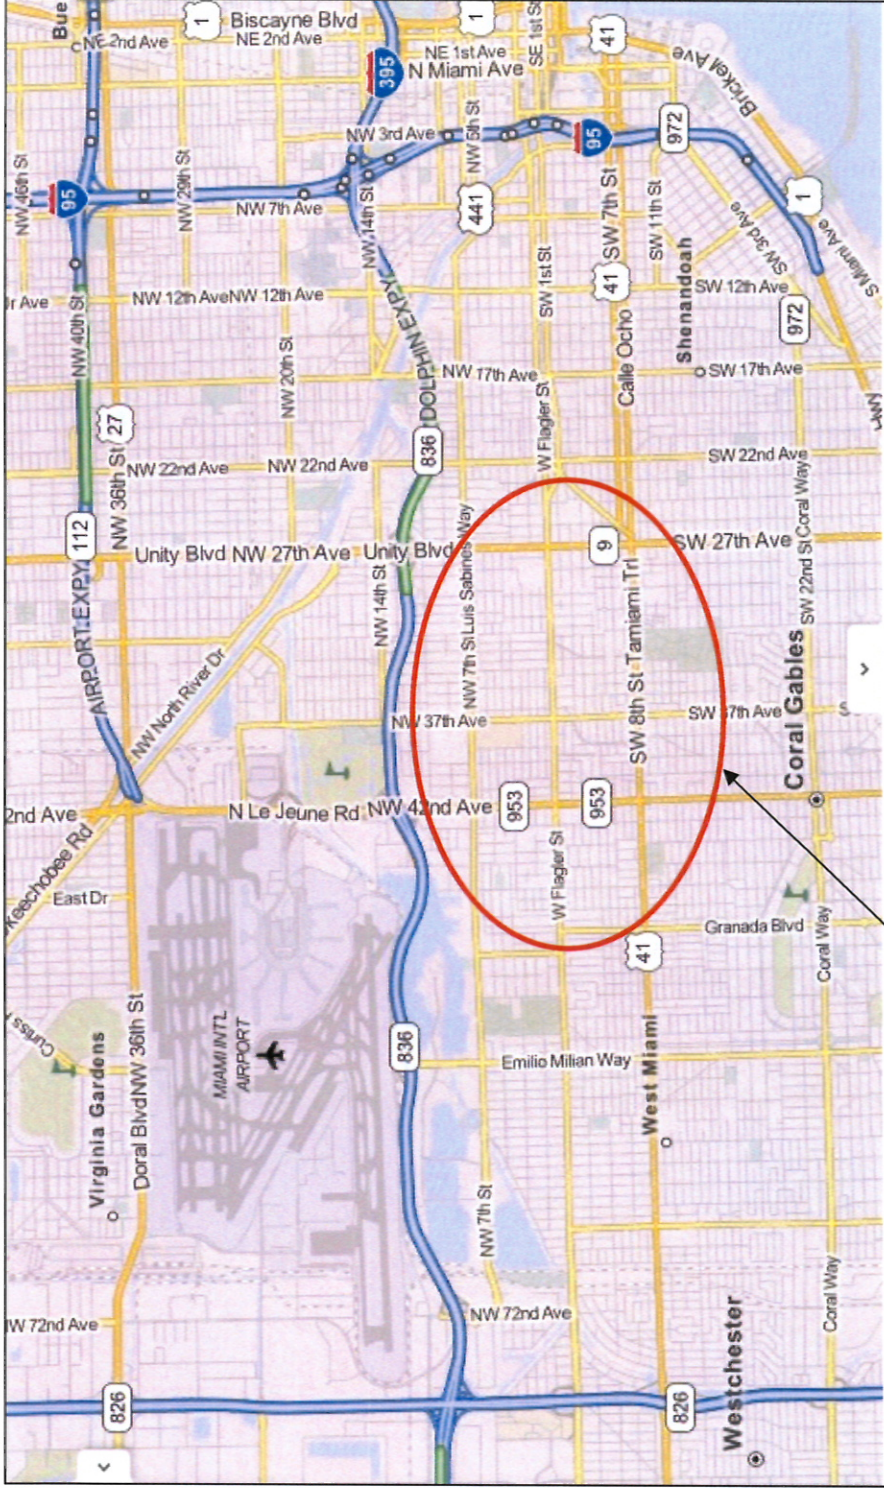 Bue
1
Biscayne Blvd
NE 2nd Ave
NE 2nd Ave
1
SE 1st St
41
NE 1st Ave
N Miami Ave
395
Brickell Ave
NW 3rd Ave
NW 5th St
95
972
NW 46th St
95
NW 29th St
NW 7th Ave
NW 14th St
441
SW 7th St
SW 11th St
SW 3rd Ave
1
S Miami Ave
r Ave
NW 40th St
NW 12th Ave
NW 12th Ave
DOLPHIN EXPY
SW 1st St
41
Shenandoah
SW 12th Ave
972
NW 20th St
NW 17th Ave
Calle Ocho
SW 17th Ave
Hwy
27
NW 36th St
NW 22nd Ave
NW 22nd Ave
836
W Flagler St
SW 22nd Ave
112
Unity Blvd
NW 27th Ave
Unity Blvd
NW 14th St
NW 7th St
Luis Sabines Way
9
SW 27th Ave
SW 22nd St
Coral Way
AIRPORT EXPY
NW North River Dr
NW 37th Ave
SW 8th St
Tamiami Trl
SW 37th Ave
S
Coral Gables
2nd Ave
N Le Jeune Rd
NW 42nd Ave
953
953
keechobee Rd
East Dr
W Flagler St
Granada Blvd
Coral Way
41
Curtiss
Virginia Gardens
Doral Blvd
NW 36th St
MIAMI INTL
AIRPORT
836
Emilio Milian Way
West Miami
NW 7th St
W 72nd Ave
NW 72nd Ave
Coral Way
826
826
Westchester